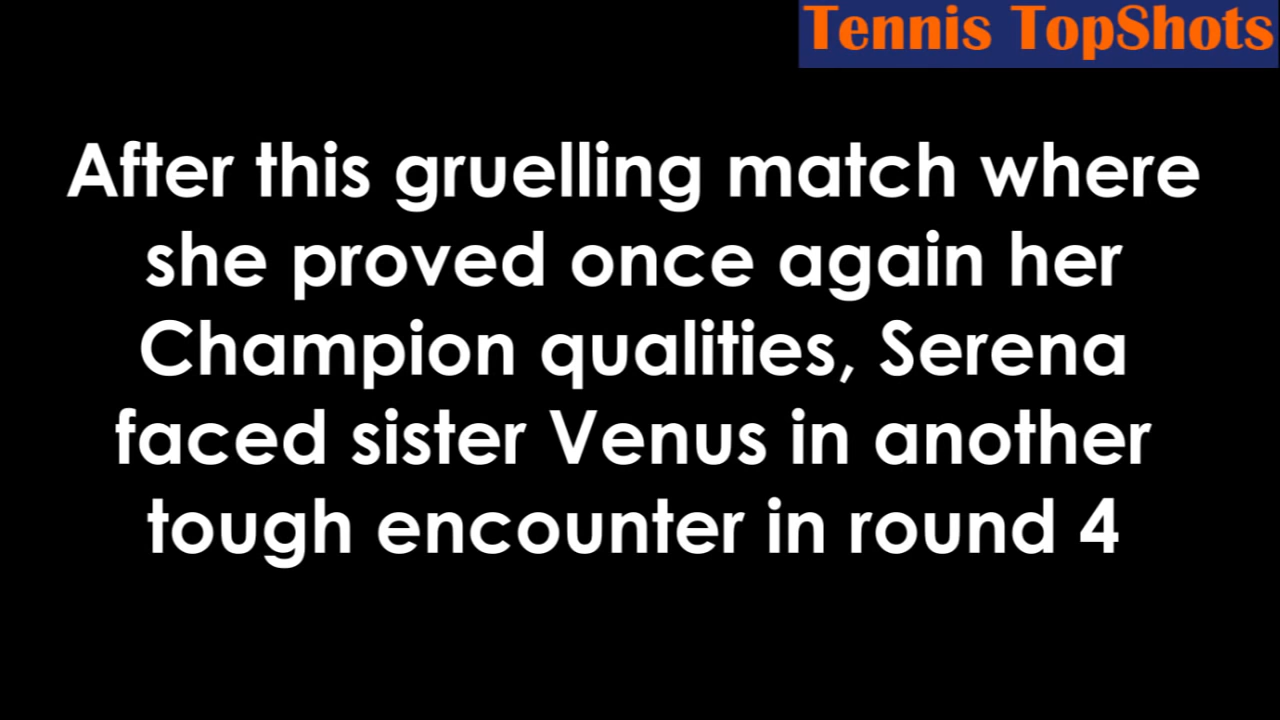 Tennis TopShots
After this gruelling match where
she proved once again her
Champion qualities, Serena
faced sister Venus in another
tough encounter in round 4